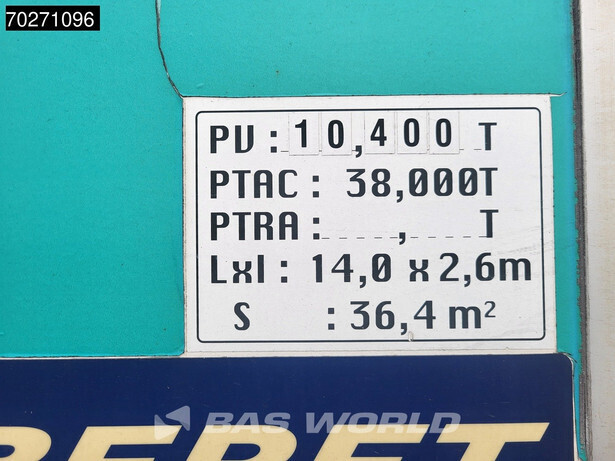 70271096
PV : 10,400 T
PTAC : 38,000T
PTRA : , T
Lxl : 14,0 x 2,6m
S : 36,4 m²
BAS WORLD